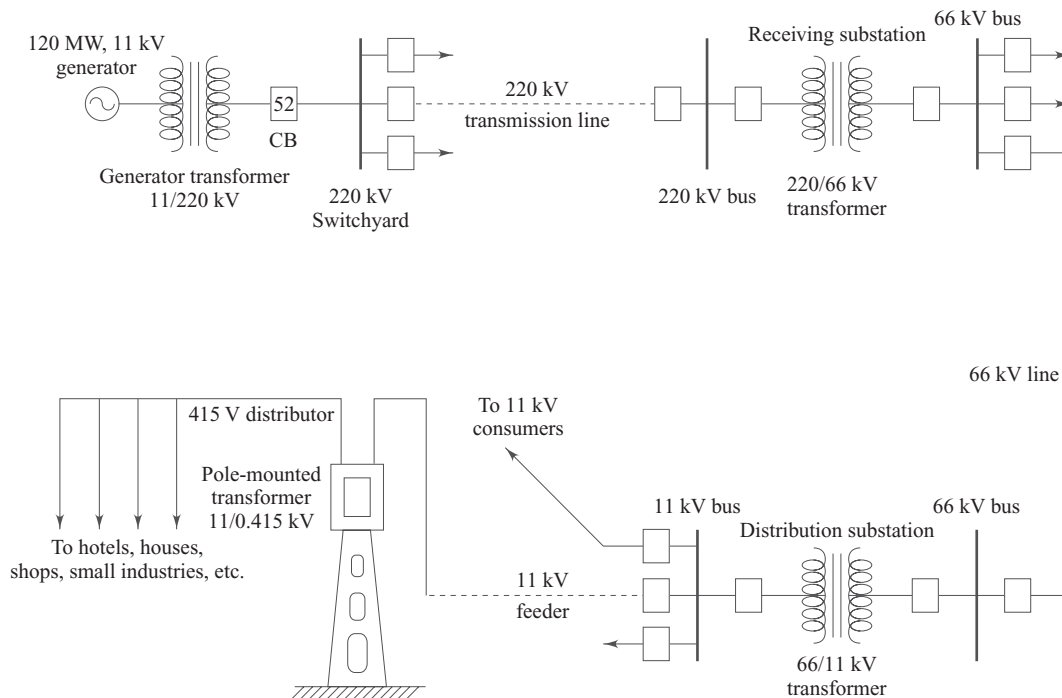 120 MW, 11 kV
generator
52
CB
Generator transformer
11/220 kV
220 kV
Switchyard
220 kV
transmission line
220 kV bus
Receiving substation
220/66 kV
transformer
66 kV bus
66 kV line
415 V distributor
Pole-mounted
transformer
11/0.415 kV
To hotels, houses,
shops, small industries, etc.
To 11 kV
consumers
11 kV
feeder
11 kV bus
Distribution substation
66/11 kV
transformer
66 kV bus